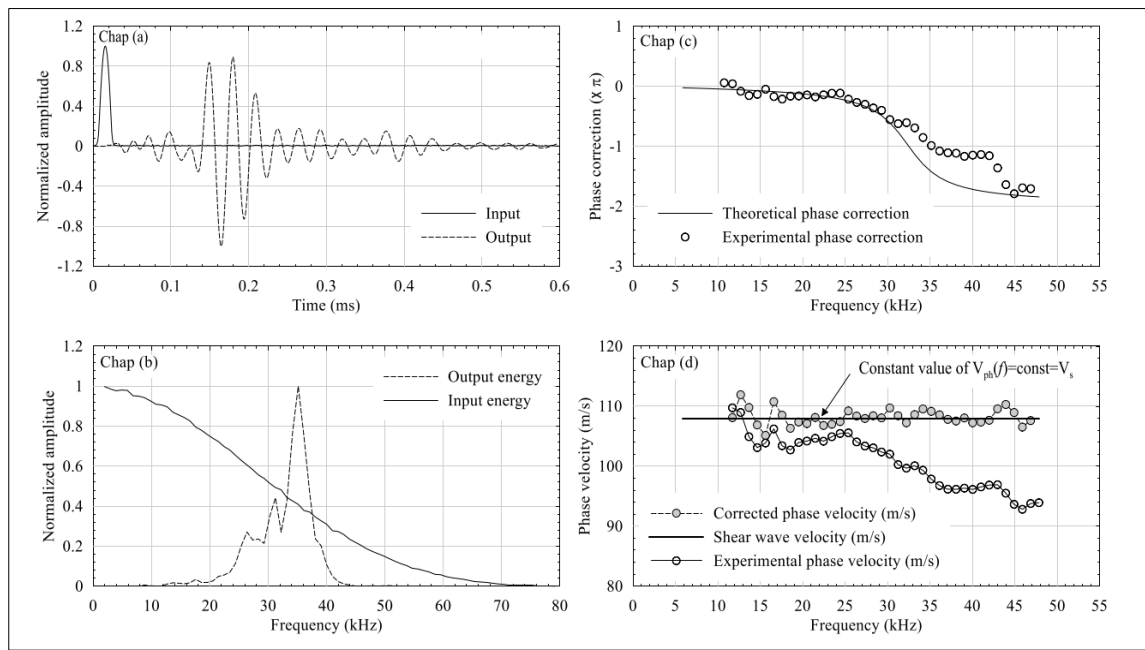 Chap (a)
1.2
0.8
0.4
0
-0.4
-0.8
-1.2
Normalized amplitude
Input
Output
0 0.1 0.2 0.3 0.4 0.5 0.6
Time (ms)
Chap (c)
1
0
-1
-2
-3
Phase correction (x π)
Theoretical phase correction
Experimental phase correction
0 5 10 15 20 25 30 35 40 45 50 55
Frequency (kHz)
Chap (b)
1.2
1
0.8
0.6
0.4
0.2
0
Normalized amplitude
Output energy
Input energy
0 10 20 30 40 50 60 70 80
Frequency (kHz)
Chap (d)
120
110
100
90
80
Phase velocity (m/s)
Constant value of Vph(f)=const=Vs
Corrected phase velocity (m/s)
Shear wave velocity (m/s)
Experimental phase velocity (m/s)
0 5 10 15 20 25 30 35 40 45 50 55
Frequency (kHz)